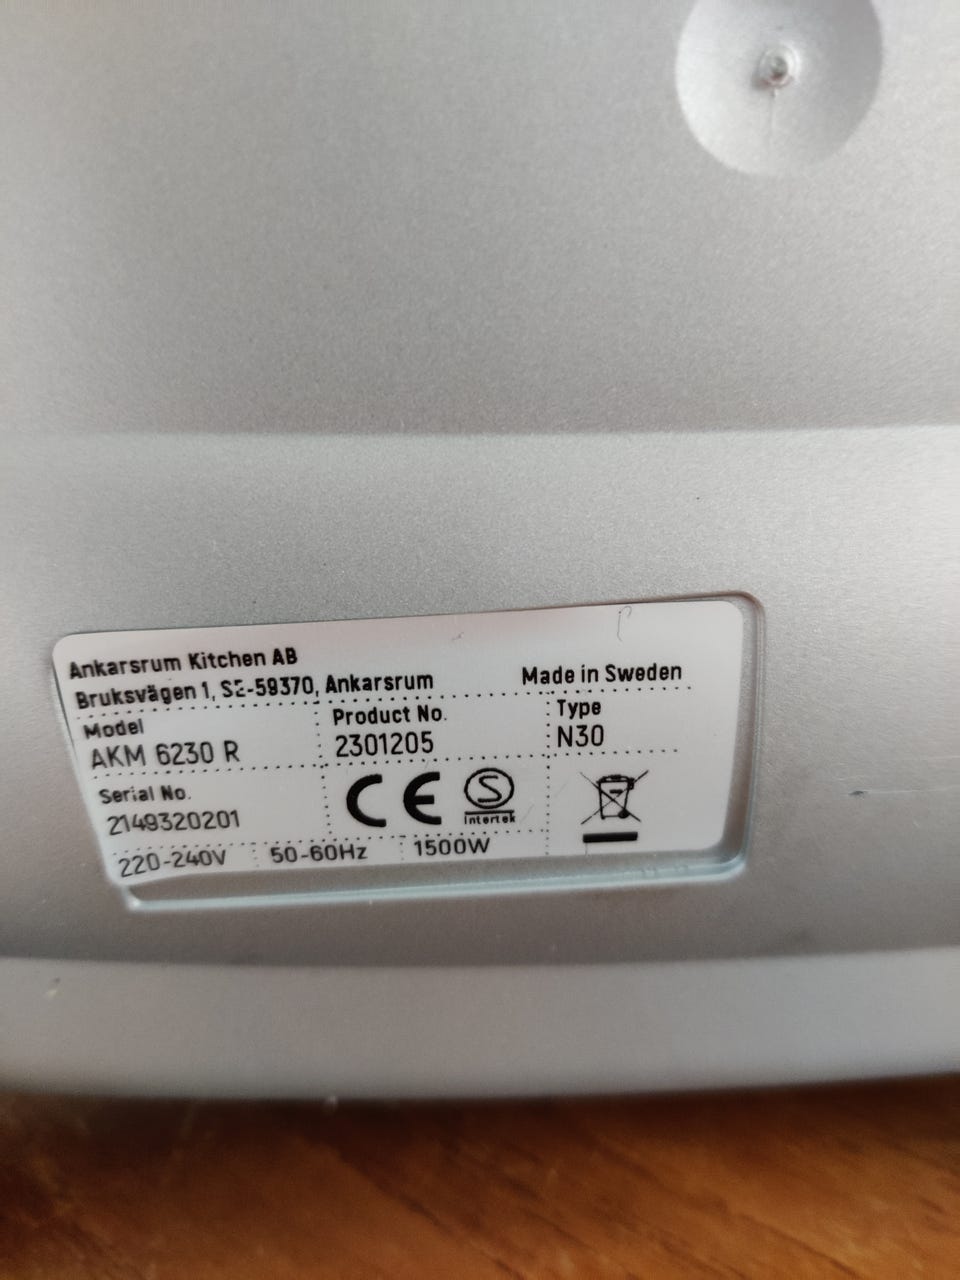 Ankarsrum Kitchen AB
Bruksvägen 1, SE-59370, Ankarsrum
Made in Sweden
Model
AKM 6230 R
Product No.
2301205
Type
N30
Serial No.
2149320201
CE
S
Intertek
220-240V
50-60Hz
1500W